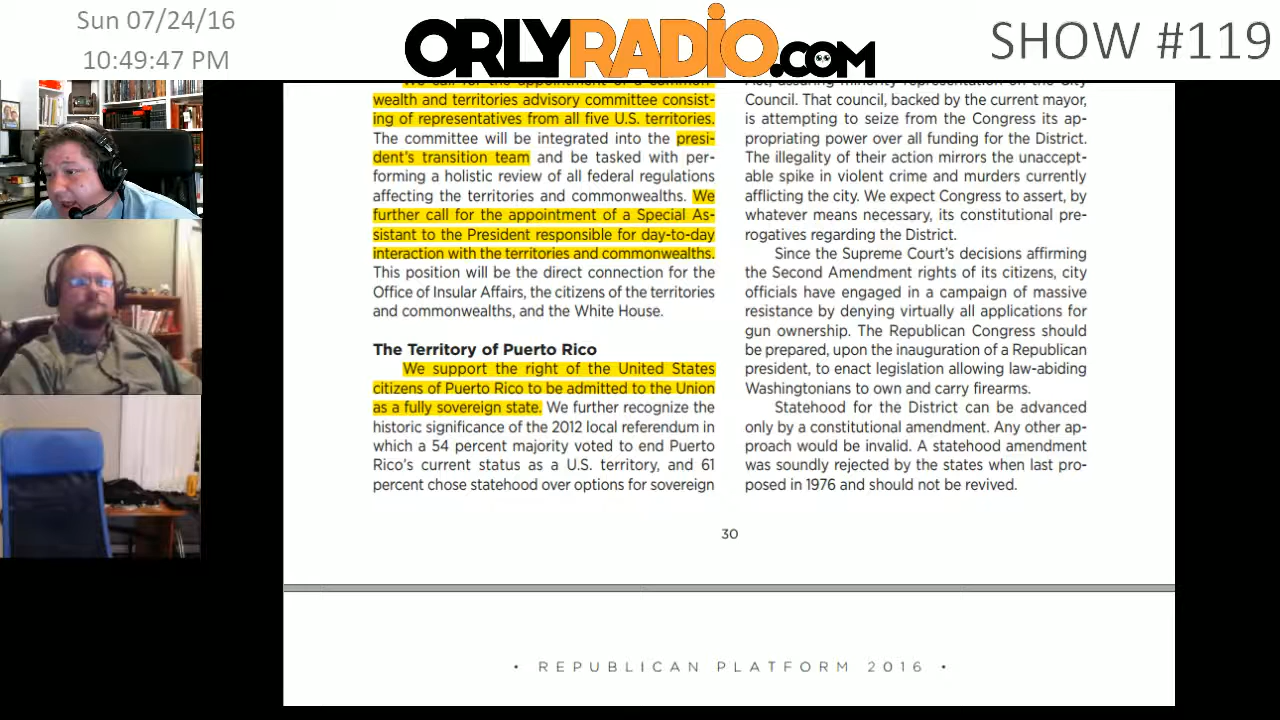 Sun 07/24/16
10:49:47 PM
ORLYRADiO.COM
SHOW #119
We call for the appointment of a common-
wealth and territories advisory committee consist-
ing of representatives from all five U.S. territories.
The committee will be integrated into the presi-
dent's transition team and be tasked with per-
forming a holistic review of all federal regulations
affecting the territories and commonwealths. We
further call for the appointment of a Special As-
sistant to the President responsible for day-to-day
interaction with the territories and commonwealths.
This position will be the direct connection for the
Office of Insular Affairs, the citizens of the territories
and commonwealths, and the White House.
The Territory of Puerto Rico
We support the right of the United States
citizens of Puerto Rico to be admitted to the Union
as a fully sovereign state. We further recognize the
historic significance of the 2012 local referendum in
which a 54 percent majority voted to end Puerto
Rico's current status as a U.S. territory, and 61
percent chose statehood over options for sovereign
Act, assuring minority representation on the City
Council. That council, backed by the current mayor,
is attempting to seize from the Congress its ap-
propriating power over all funding for the District.
The illegality of their action mirrors the unaccept-
able spike in violent crime and murders currently
afflicting the city. We expect Congress to assert, by
whatever means necessary, its constitutional pre-
rogatives regarding the District.
Since the Supreme Court's decisions affirming
the Second Amendment rights of its citizens, city
officials have engaged in a campaign of massive
resistance by denying virtually all applications for
gun ownership. The Republican Congress should
be prepared, upon the inauguration of a Republican
president, to enact legislation allowing law-abiding
Washingtonians to own and carry firearms.
Statehood for the District can be advanced
only by a constitutional amendment. Any other ap-
proach would be invalid. A statehood amendment
was soundly rejected by the states when last pro-
posed in 1976 and should not be revived.
30
• REPUBLICAN PLATFORM 2016 •